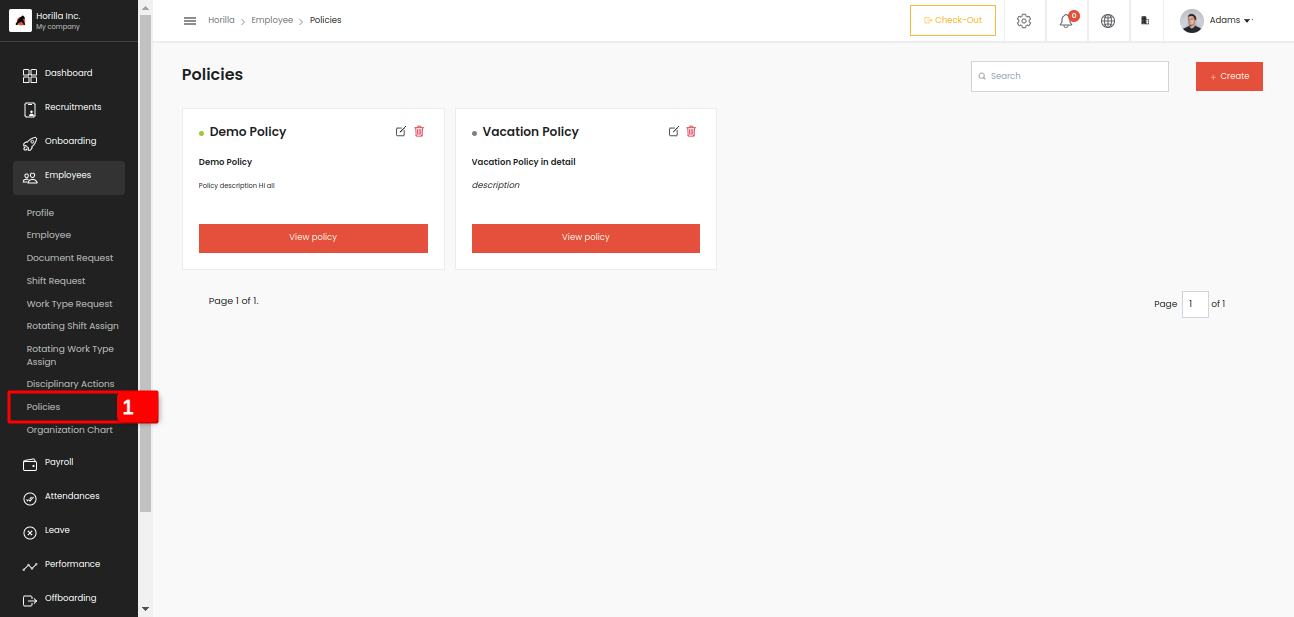 Horilla Inc.
My company
Dashboard
Recruitments
Onboarding
Employees
Profile
Employee
Document Request
Shift Request
Work Type Request
Rotating Shift Assign
Rotating Work Type
Assign
Disciplinary Actions
Policies
1
Organization Chart
Payroll
Attendances
Leave
Performance
Offboarding
Horilla > Employee > Policies
Check-Out
0
Adams
Policies
Search
+ Create
Demo Policy
Demo Policy
Policy description Hi all
View policy
Vacation Policy
Vacation Policy in detail
description
View policy
Page 1 of 1.
Page 1 of 1